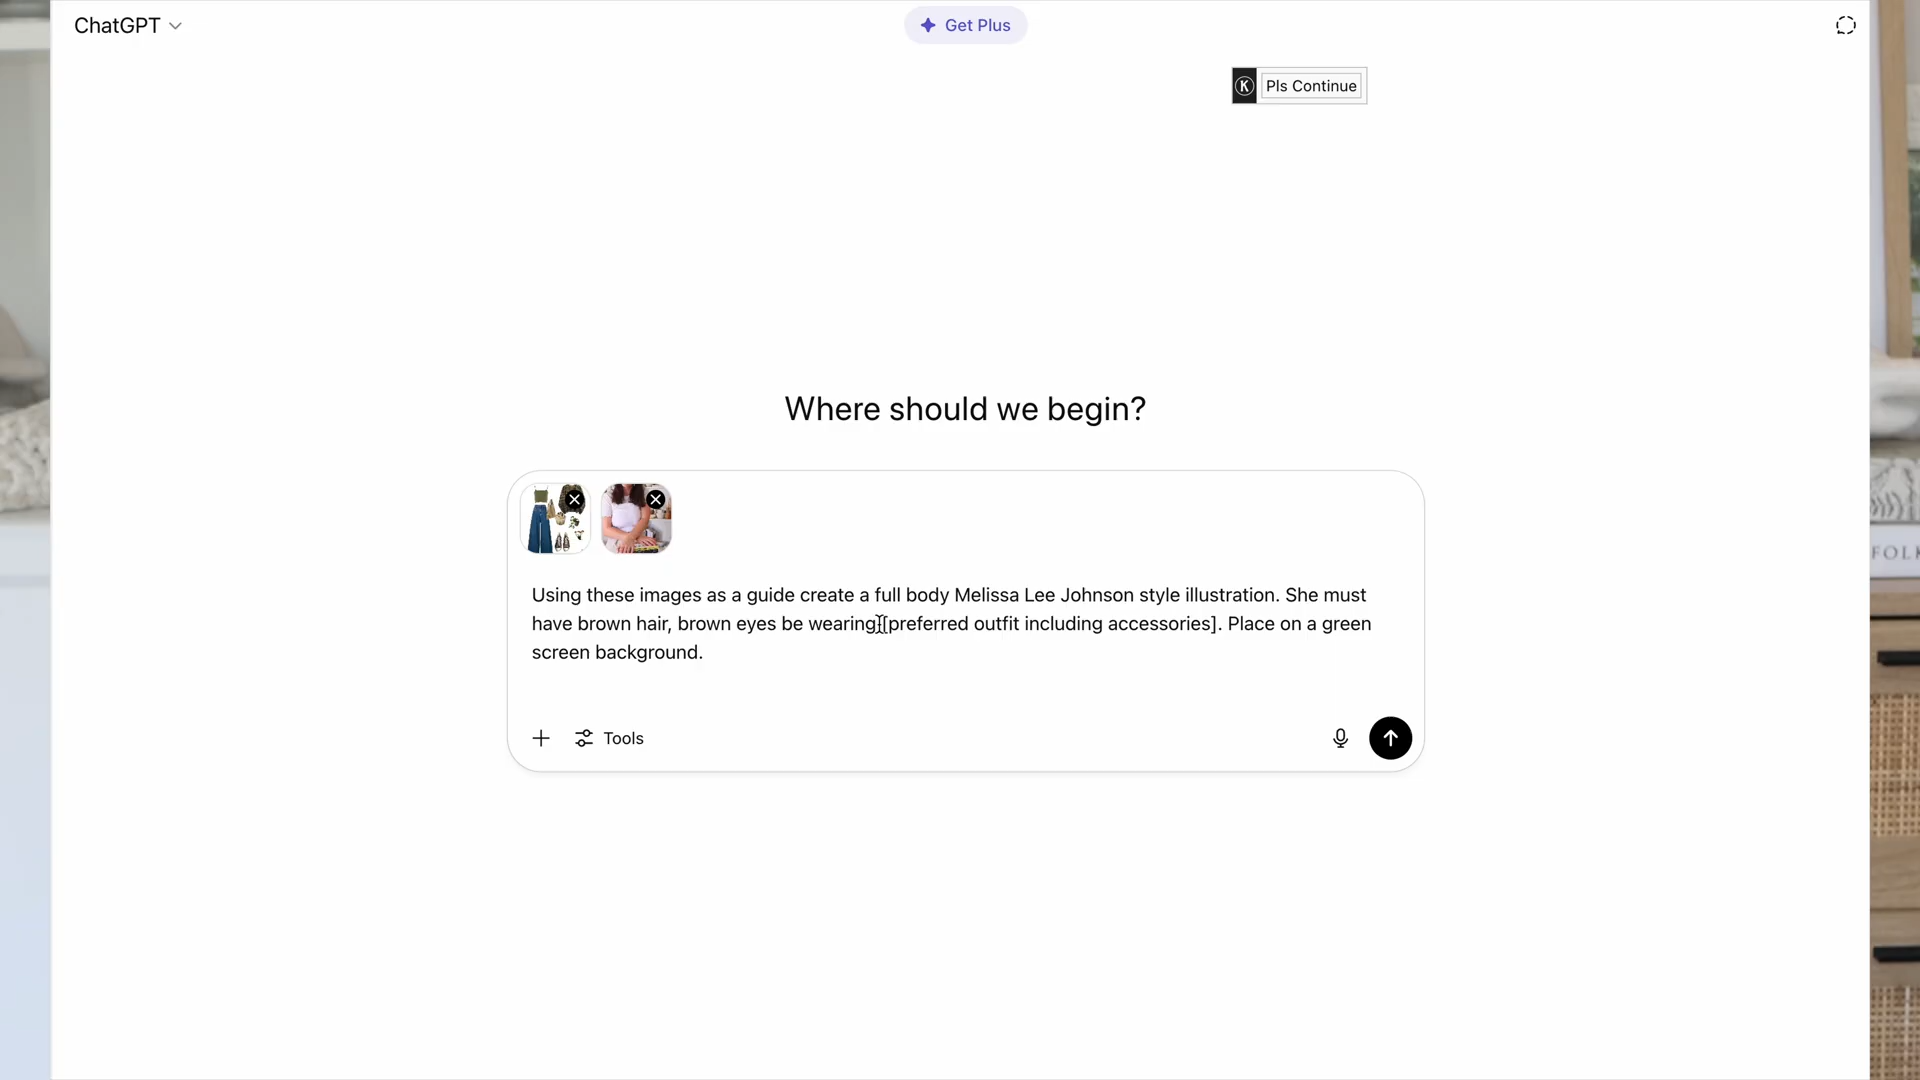 ChatGPT
Get Plus
K Pls Continue
Where should we begin?
Using these images as a guide create a full body Melissa Lee Johnson style illustration. She must
have brown hair, brown eyes be wearing [preferred outfit including accessories]. Place on a green
screen background.
Tools
FOLK